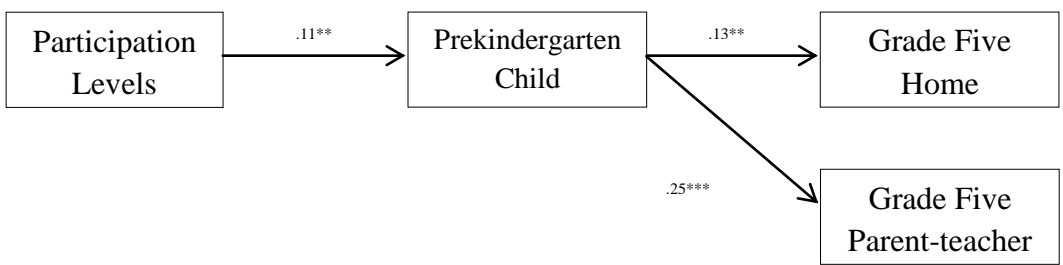 Participation
Levels
.11**
Prekindergarten
Child
.13**
Grade Five
Home
.25***
Grade Five
Parent-teacher